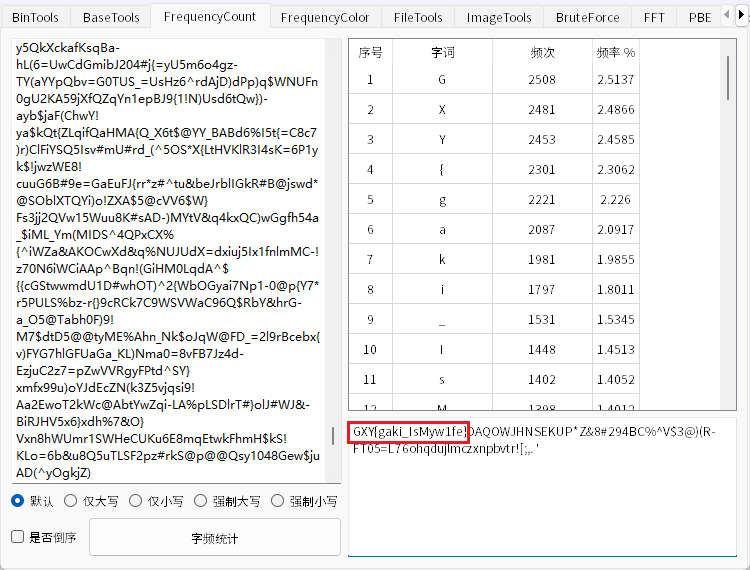 BinTools BaseTools FrequencyCount FrequencyColor FileTools ImageTools BruteForce FFT PBE
y5QkXckafKsqBa-
hL(6=UwCdGmibJ204#j{=yU5m6o4gz-
TY(aYYpQbv=G0TUS_=UsHz6^rdAjD)dPp)q$WNUFn
0gU2KA59jXfQZqYn1epBJ9{1!N)Usd6tQw})-
ayb$jaF(ChwY!
ya$kQt{ZLqifQaHMA{Q_X6t$@YY_BABd6%I5t{=C8c7
)r)ClFiYSQ5Isv#mU#rd_(^5OS*X{LtHVKlR3I4sK=6P1y
k$!jwzWE8!
cuuG6B#9e=GaEuFJ{rr*z#^tu&beJrblIGkR#B@jswd*
@SOblXTQYi)o!ZXA$5@cVV6$W}
Fs3jj2QVw15Wuu8K#sAD-)MYtV&q4kxQC)wGgfh54a
_$iML_Ym(MIDS^4QPxCX%
{^iWZa&AKOCwXd&q%NUJUdX=dxiuj5Ix1fnlmMC-!
z70N6iWCiAAp^Bqn!(GiHM0LqdA^$
{{cGStwwmdU1D#whOT)^2{WbOGyai7Np1-0@p{Y7*
r5PULS%bz-r{}9cRCk7C9WSVWaC96Q$RbY&hrG-
a_O5@Tabh0F)9!
M7$dtD5@@tyME%Ahn_Nk$oJqW@FD_=2l9rBcebx{
v)FYG7hlGFUaGa_KL)Nma0=8vFB7Jz4d-
EzjuC2z7=pZwVVRgyFPtd^SY}
xmfx99u)oYJdEcZN(k3Z5vjqsi9!
Aa2EwoT2kWc@AbtYwZqi-LA%pLSDlrT#}olJ#WJ&-
BiRJHV5x6}xdh%7&O}
Vxn8hWUmr1SWHeCUKu6E8mqEtwkFhmH$kS!
KLo=6b&u8Q5uTLSF2pz#rkS@p@@Qsy1048Gew$ju
AD(^yOgkjZ)
序号 字词 频次 频率 %
1 G 2508 2.5137
2 X 2481 2.4866
3 Y 2453 2.4585
4 { 2301 2.3062
5 g 2221 2.226
6 a 2087 2.0917
7 k 1981 1.9855
8 i 1797 1.8011
9 _ 1531 1.5345
10 I 1448 1.4513
11 s 1402 1.4052
12 M 1398 1.4012
GXY{gaki_IsMyw1fe}DAQOWJHNSEKUP*Z&8#294BC%^V$3@)(R-
FT05=L76ohqdujlmczxnpbvtr![;,. '
默认 仅大写 仅小写 强制大写 强制小写
是否倒序 字频统计